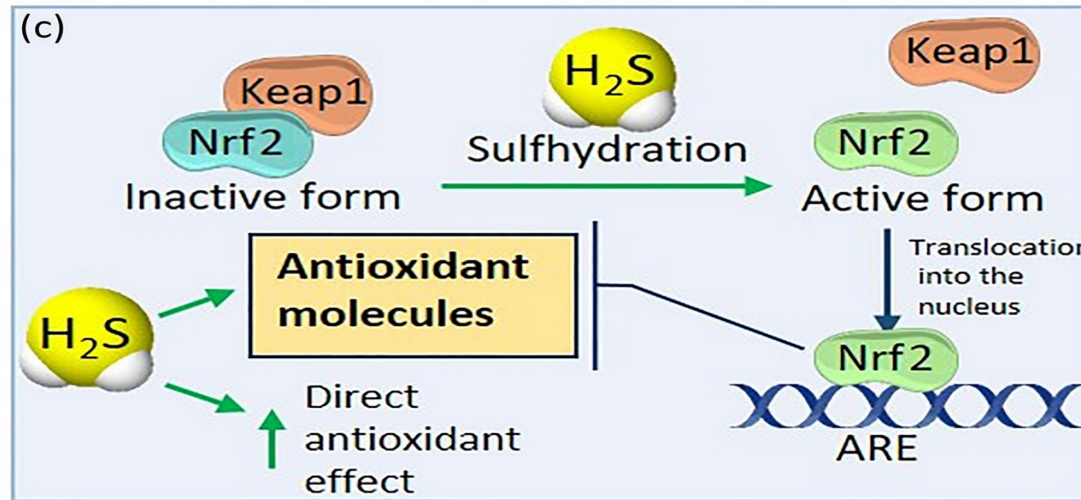 (c)
Keap1
Nrf2
Inactive form
H₂S
Sulfhydration
Keap1
Nrf2
Active form
Translocation
into the
nucleus
Antioxidant
molecules
H₂S
Direct
antioxidant
effect
Nrf2
ARE